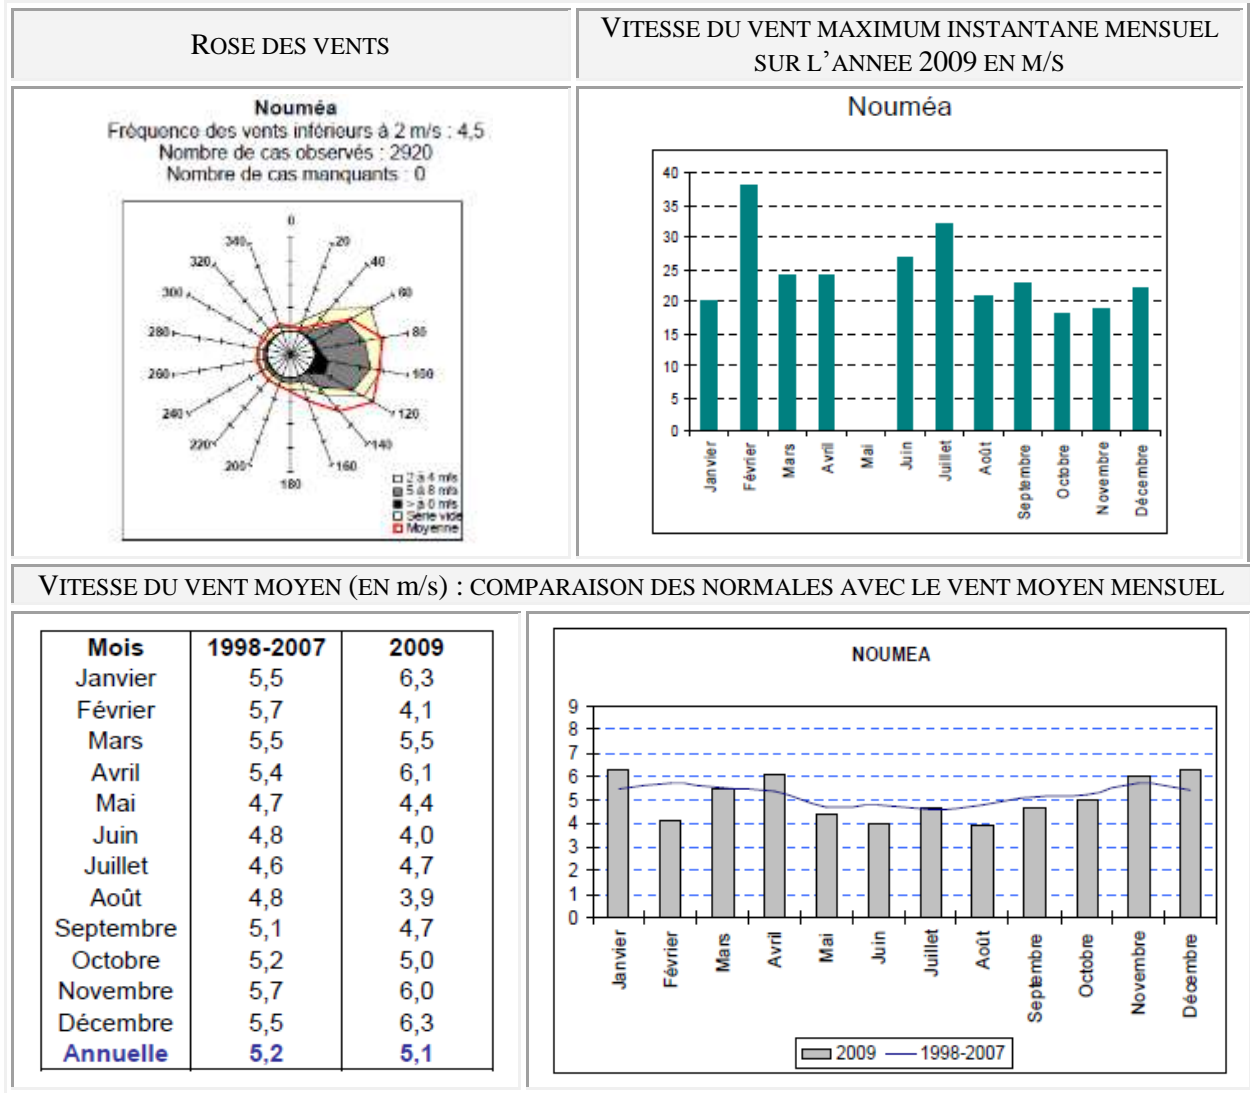 ROSE DES VENTS
VITESSE DU VENT MAXIMUM INSTANTANE MENSUEL
SUR L'ANNEE 2009 EN M/S
Nouméa
Fréquence des vents inférieurs à 2 m/s : 4,5
Nombre de cas observés : 2920
Nombre de cas manquants : 0
0
340 20
320 40
300 60
280 80
260 100
240 120
220 140
200 160
180
2 à 4 m/s
5 à 8 m/s
Série vide
Moyenne
Nouméa
40
35
30
25
20
15
10
5
0
Janvier Février Mars Avril Mai Juin Juillet Août Septembre Octobre Novembre Décembre
VITESSE DU VENT MOYEN (EN m/s) : COMPARAISON DES NORMALES AVEC LE VENT MOYEN MENSUEL
Mois 1998-2007 2009
Janvier 5,5 6,3
Février 5,7 4,1
Mars 5,5 5,5
Avril 5,4 6,1
Mai 4,7 4,4
Juin 4,8 4,0
Juillet 4,6 4,7
Août 4,8 3,9
Septembre 5,1 4,7
Octobre 5,2 5,0
Novembre 5,7 6,0
Décembre 5,5 6,3
Annuelle 5,2 5,1
NOUMEA
9
8
7
6
5
4
3
2
1
0
Janvier Février Mars Avril Mai Juin Juillet Août Septembre Octobre Novembre Décembre
2009 1998-2007